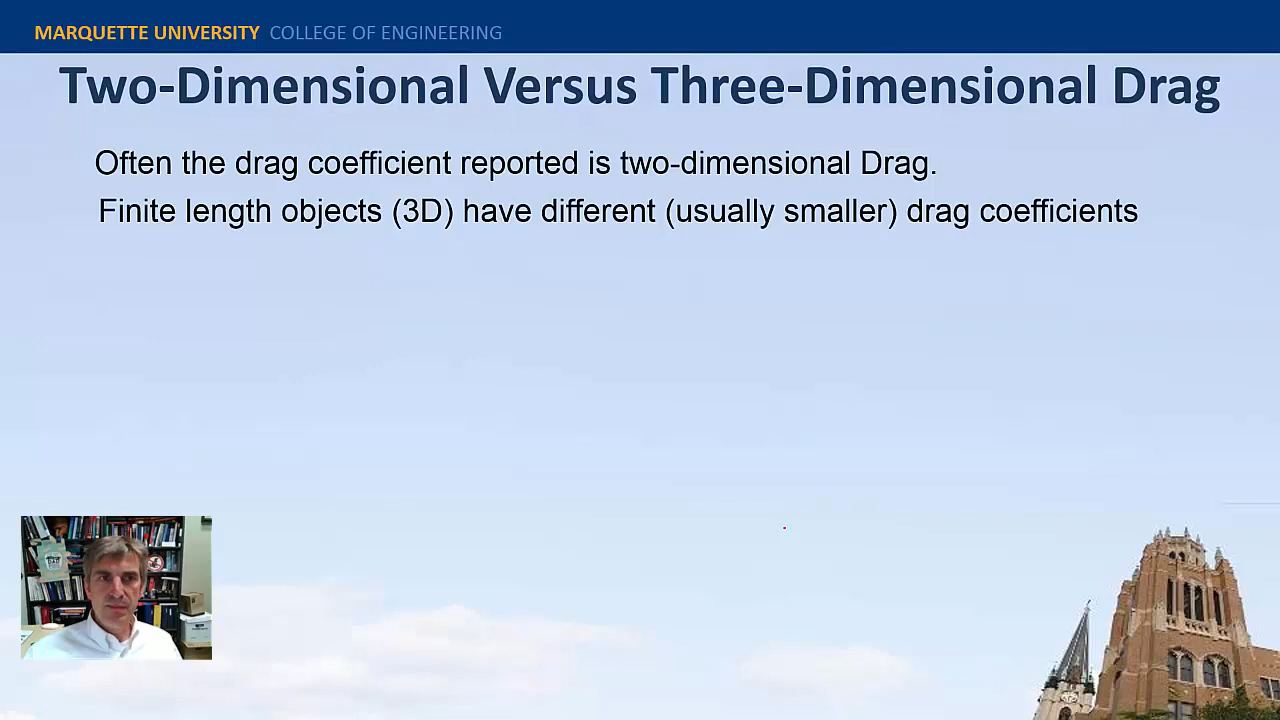 MARQUETTE UNIVERSITY COLLEGE OF ENGINEERING
Two-Dimensional Versus Three-Dimensional Drag
Often the drag coefficient reported is two-dimensional Drag.
Finite length objects (3D) have different (usually smaller) drag coefficients